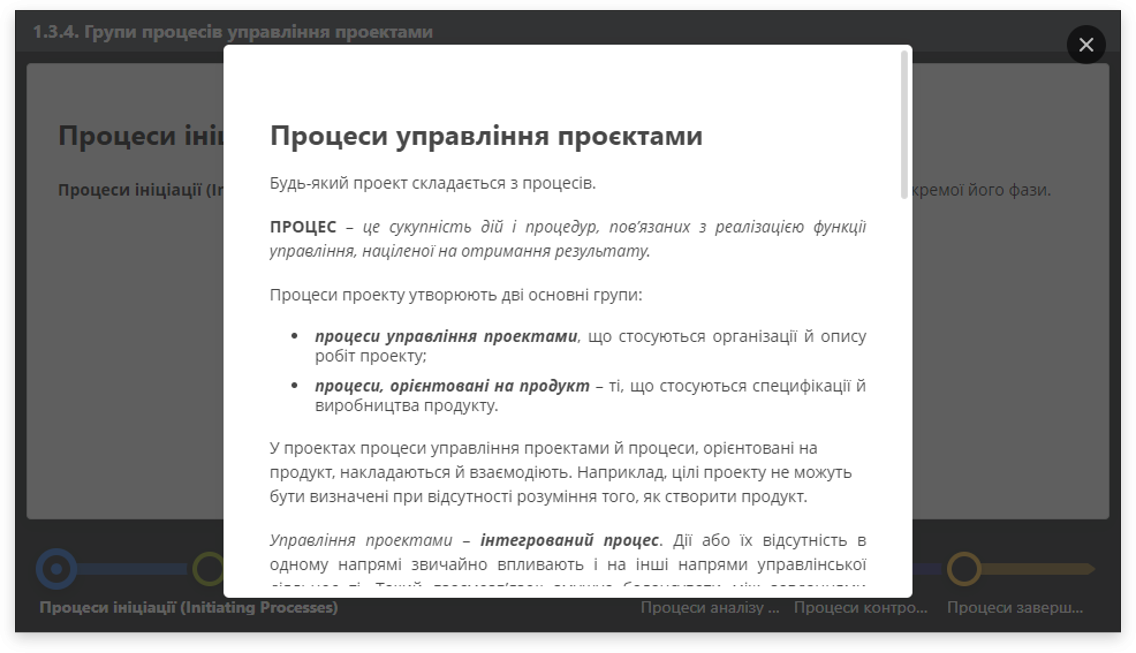 1.3.4. Групи процесів управління проектами
Процеси ініц
Процеси ініціації (In
кремої його фази.
Процеси управління проєктами
Будь-який проект складається з процесів.
ПРОЦЕС – це сукупність дій і процедур, пов’язаних з реалізацією функції
управління, націленої на отримання результату.
Процеси проекту утворюють дві основні групи:
• процеси управління проектами, що стосуються організації й опису
робіт проекту;
• процеси, орієнтовані на продукт – ті, що стосуються специфікації й
виробництва продукту.
У проектах процеси управління проектами й процеси, орієнтовані на
продукт, накладаються й взаємодіють. Наприклад, цілі проекту не можуть
бути визначені при відсутності розуміння того, як створити продукт.
Управління проектами – інтегрований процес. Дії або їх відсутність в
одному напрямі звичайно впливають і на інші напрями управлінської
Процеси ініціації (Initiating Processes)
Процеси аналізу ...
Процеси контро...
Процеси заверш...